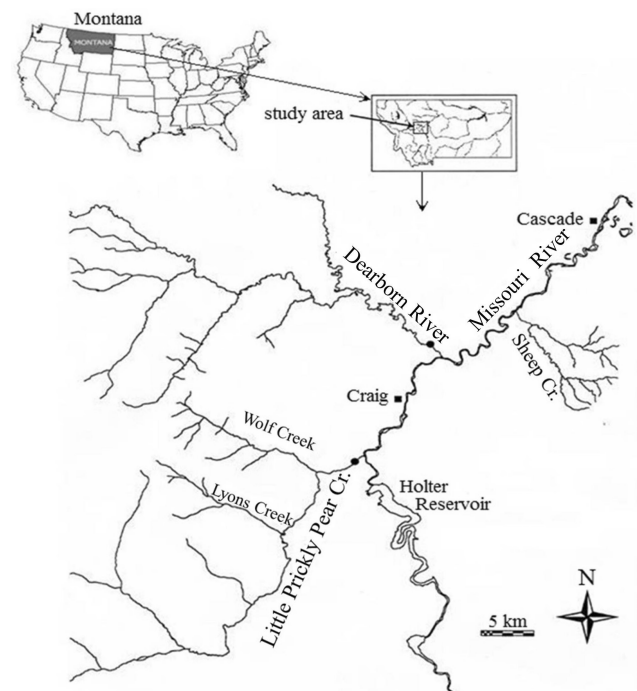 Montana
MONTANA
study area
Cascade
Missouri River
Dearborn River
Sheep Cr.
Craig
Wolf Creek
Lyons Creek
Little Prickly Pear Cr.
Holter
Reservoir
N
5 km